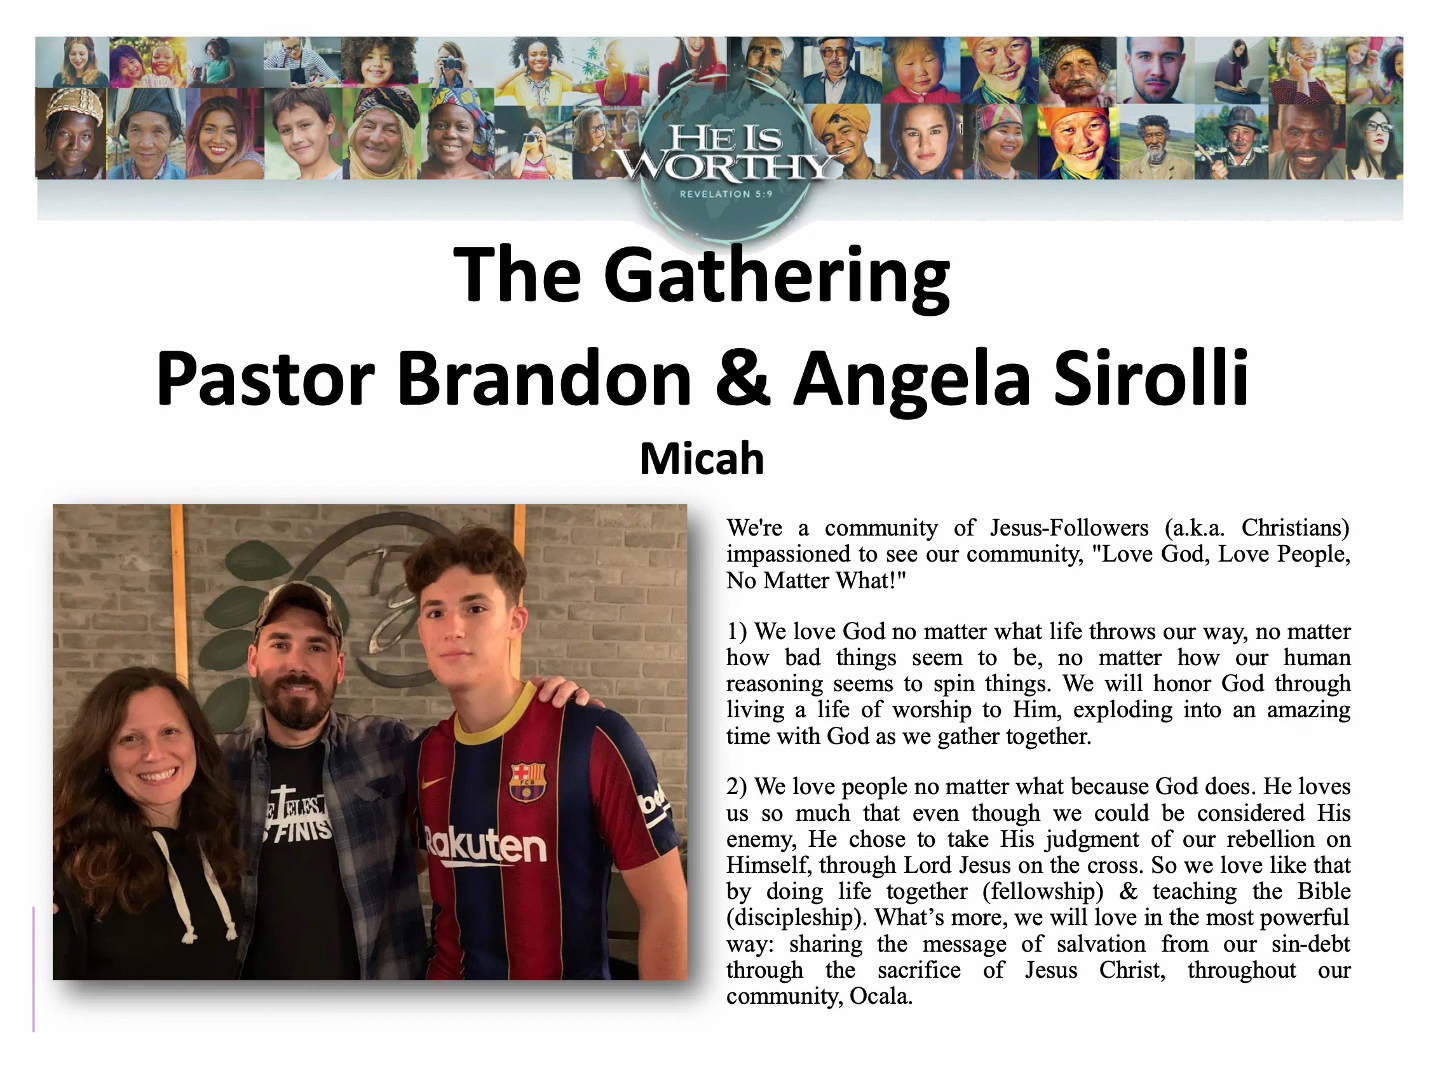 HE IS
WORTHY
REVELATION 5:9
The Gathering
Pastor Brandon & Angela Sirolli
Micah
We're a community of Jesus-Followers (a.k.a. Christians)
impassioned to see our community, "Love God, Love People,
No Matter What!"
1) We love God no matter what life throws our way, no matter
how bad things seem to be, no matter how our human
reasoning seems to spin things. We will honor God through
living a life of worship to Him, exploding into an amazing
time with God as we gather together.
2) We love people no matter what because God does. He loves
us so much that even though we could be considered His
enemy, He chose to take His judgment of our rebellion on
Himself, through Lord Jesus on the cross. So we love like that
by doing life together (fellowship) & teaching the Bible
(discipleship). What’s more, we will love in the most powerful
way: sharing the message of salvation from our sin-debt
through the sacrifice of Jesus Christ, throughout our
community, Ocala.
FCB
Rakuten